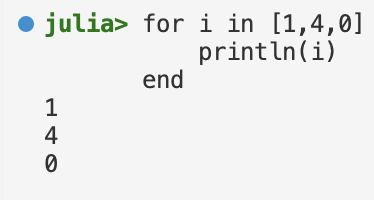 julia> for i in [1,4,0]
           println(i)
       end
1
4
0